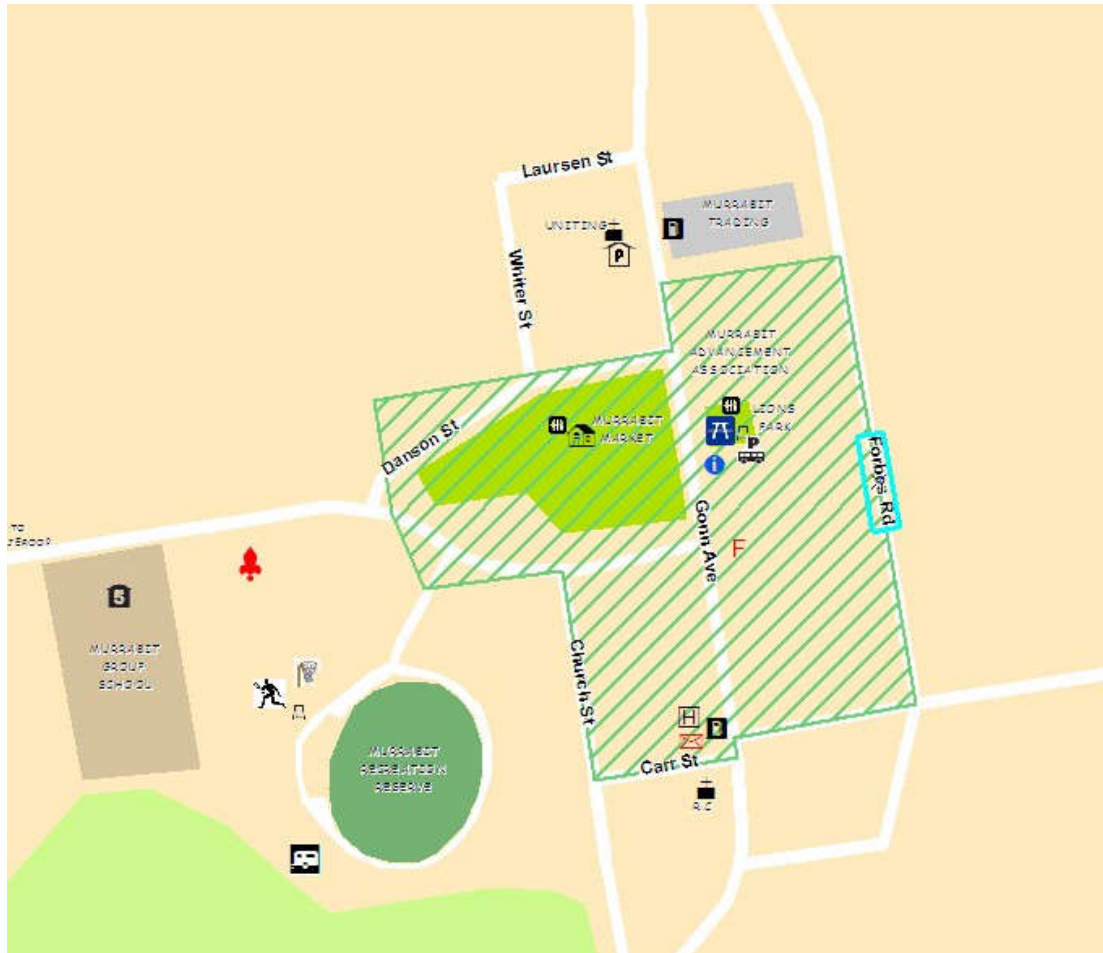 Laursen St
MURRABIT
TRADING
UNITING
P
Whiter St
MURRABIT
ADVANCEMENT
ASSOCIATION
LIONS
PARK
MURRABIT
MARKET
Danson St
P
i
Forbes Rd
Gonn Ave
F
TO
S
MURRABIT
GROUP
SCHOOL
Church St
MURRABIT
RECREATION
RESERVE
H
Carr St
R C